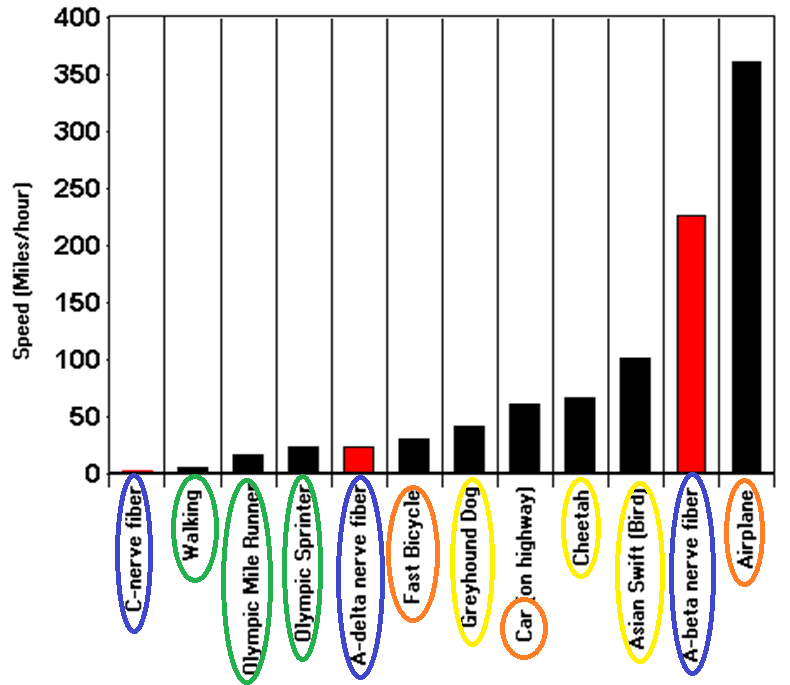 400
350
300
250
200
150
100
50
0
Speed (Miles/hour)
C-nerve fiber
Walking
Olympic Mile Runner
Olympic Sprinter
A-delta nerve fiber
Fast Bicycle
Greyhound Dog
Car (on highway)
Cheetah
Asian Swift (Bird)
A-beta nerve fiber
Airplane